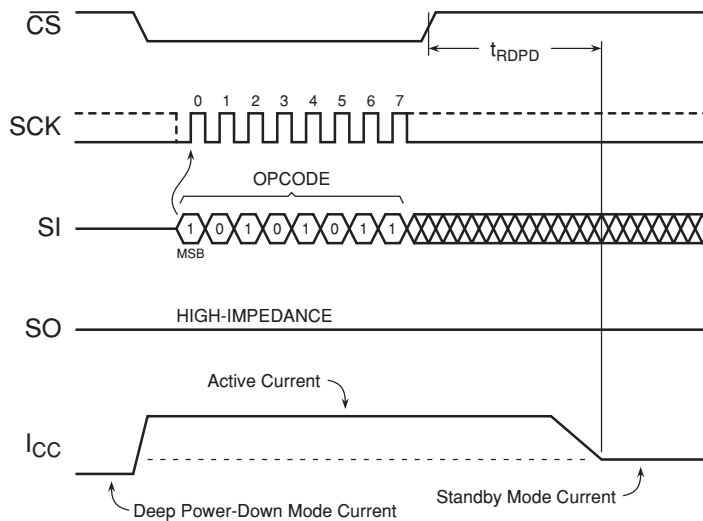 CS
tRDPD
SCK
0 1 2 3 4 5 6 7
OPCODE
SI
1 0 1 0 1 0 1 1
MSB
SO
HIGH-IMPEDANCE
Active Current
ICC
Deep Power-Down Mode Current
Standby Mode Current